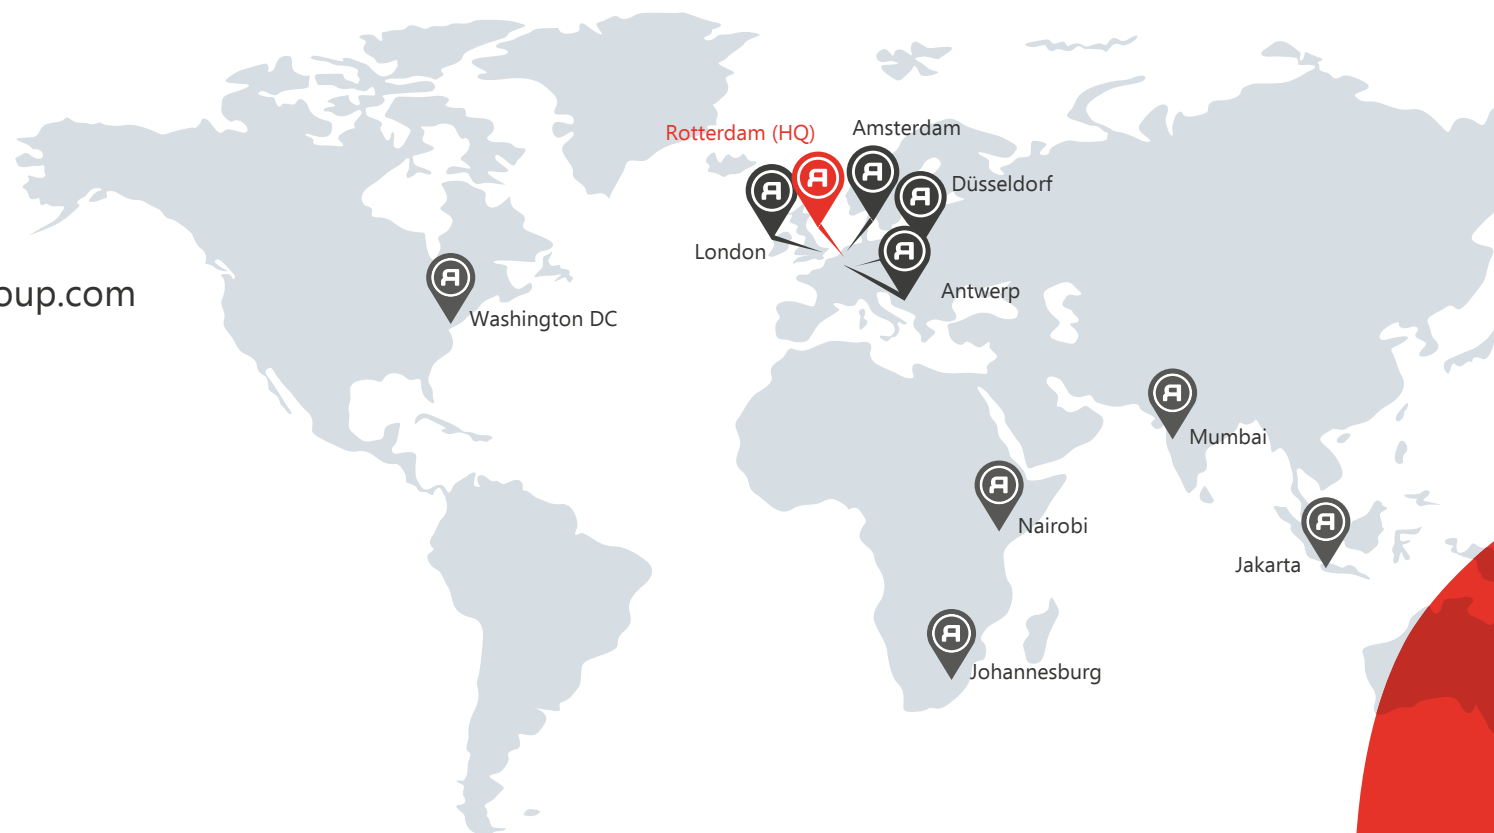 Rotterdam (HQ)
Amsterdam
Düsseldorf
London
Antwerp
oup.com
Washington DC
Mumbai
Nairobi
Jakarta
Johannesburg